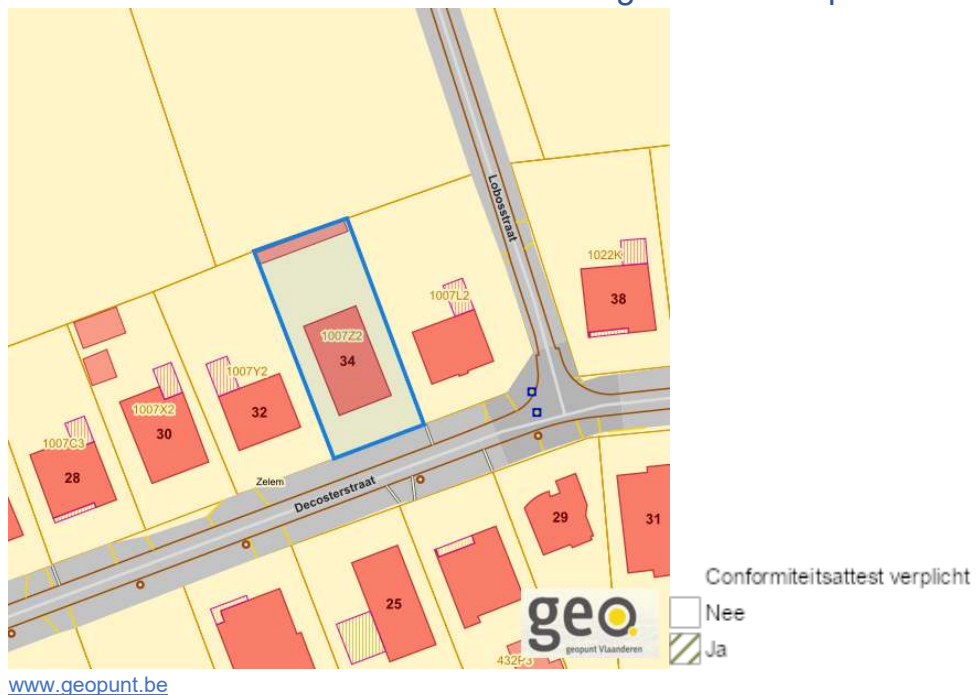 Lobosstraat
1022K
38
1007L2
1007Z2
34
1007Y2
32
1007X2
30
1007C3
28
Zelem
Decosterstraat
29
31
25
geo
geopunt Vlaanderen
Conformiteitsattest verplicht
Nee
Ja
www.geopunt.be